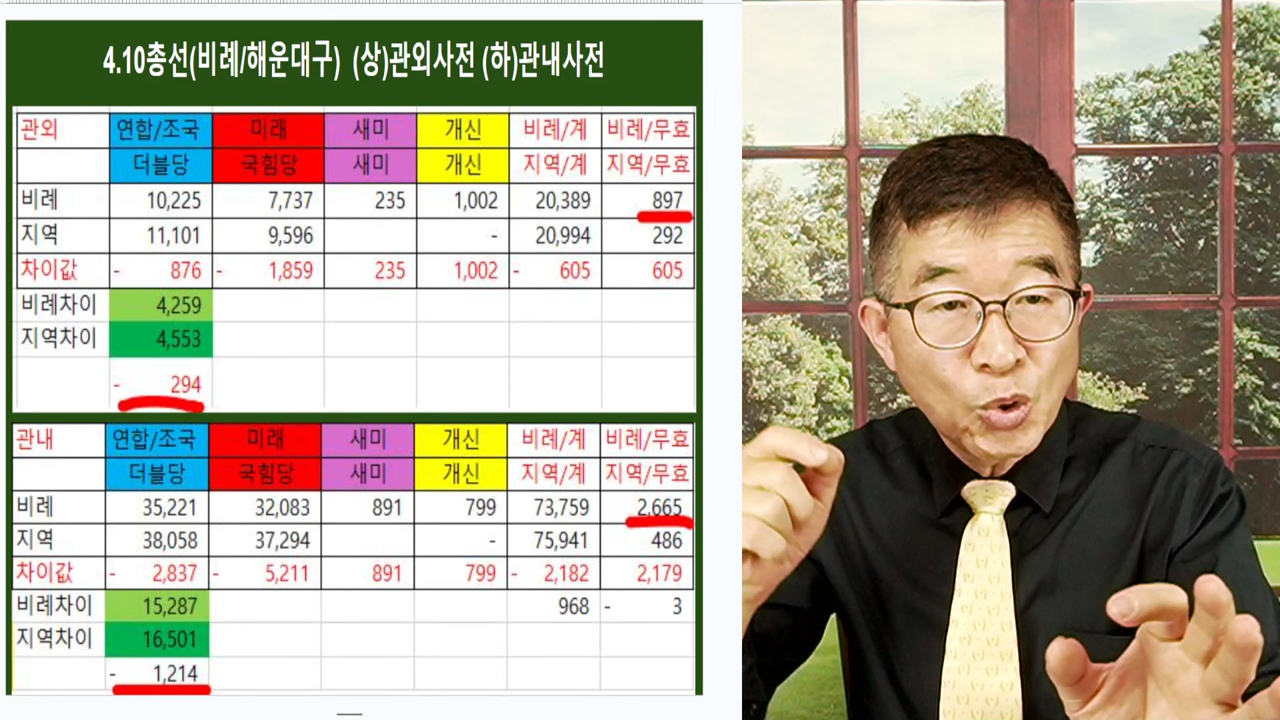 4.10총선(비례/해운대구) (상)관외사전 (하)관내사전
관외 연합/조국 미래 새미 개신 비례/계 비례/무효
더블당 국힘당 새미 개신 지역/계 지역/무효
비례 10,225 7,737 235 1,002 20,389 897
지역 11,101 9,596 - 20,994 292
차이값 - 876 - 1,859 235 1,002 - 605 605
비례차이 4,259
지역차이 4,553
- 294
관내 연합/조국 미래 새미 개신 비례/계 비례/무효
더블당 국힘당 새미 개신 지역/계 지역/무효
비례 35,221 32,083 891 799 73,759 2,665
지역 38,058 37,294 - 75,941 486
차이값 - 2,837 - 5,211 891 799 - 2,182 2,179
비례차이 15,287 968 - 3
지역차이 16,501
- 1,214